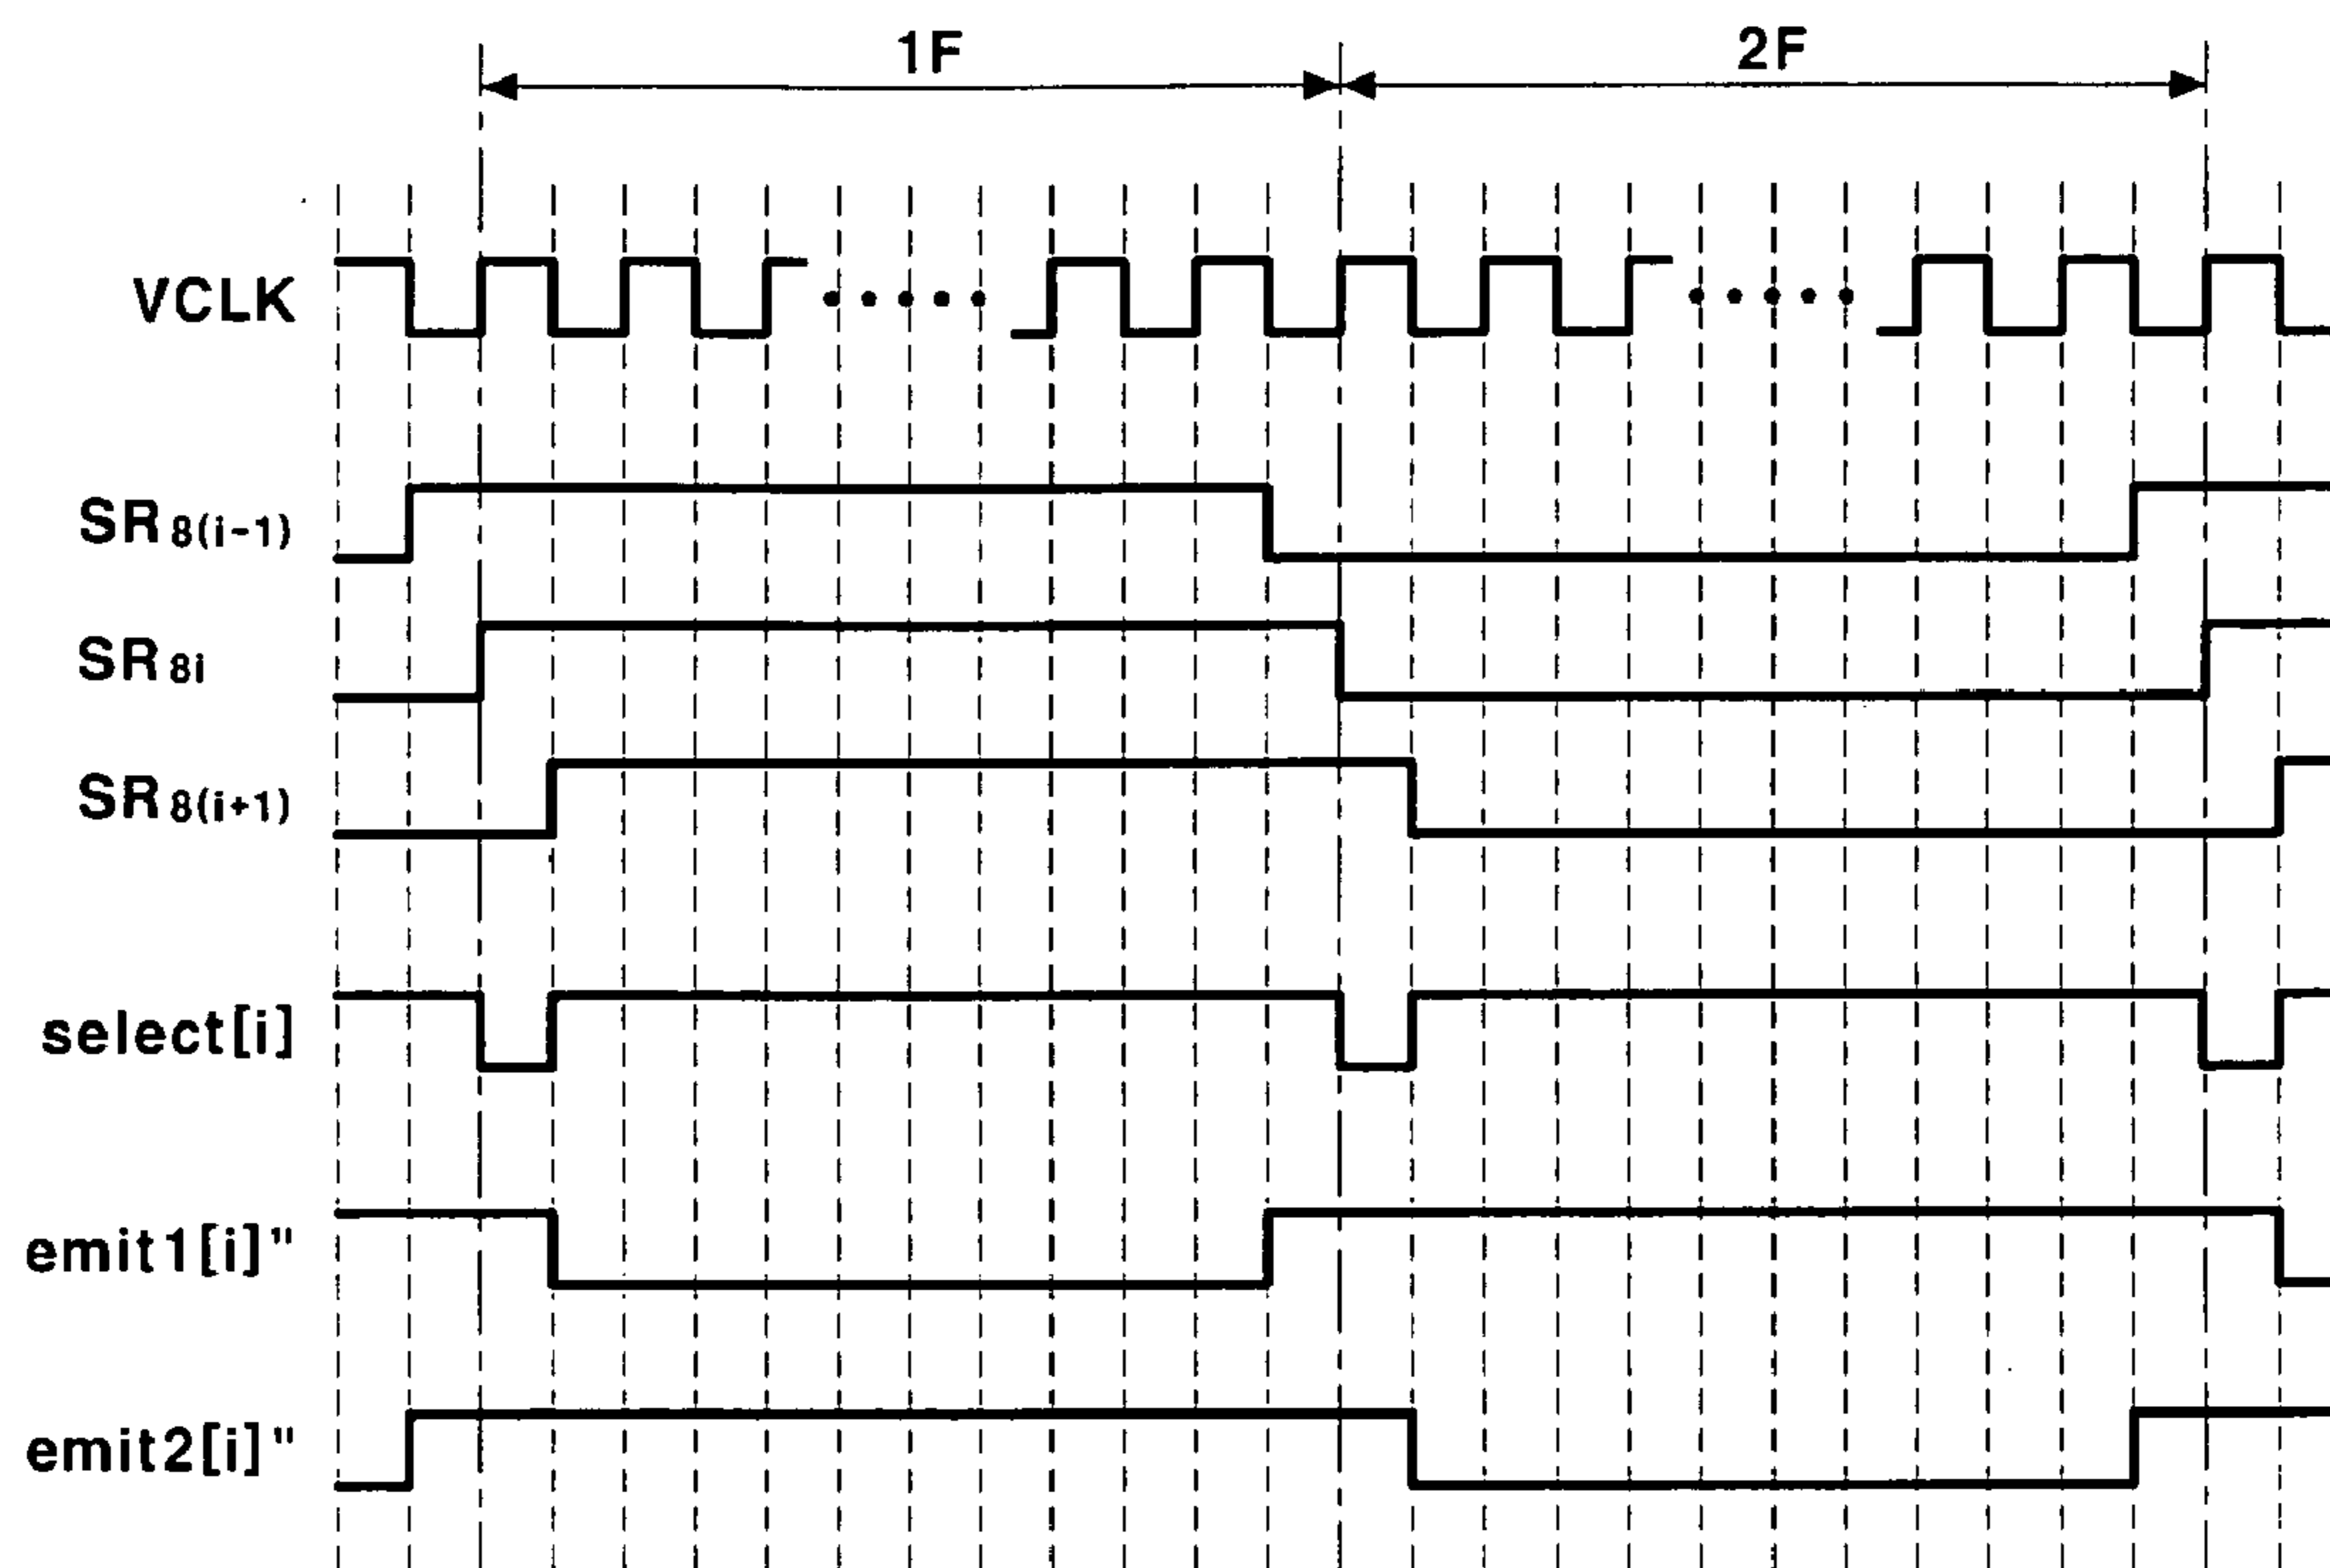 1F 2F
VCLK
SR8(i-1)
SR8i
SR8(i+1)
select[i]
emit1[i]"
emit2[i]"